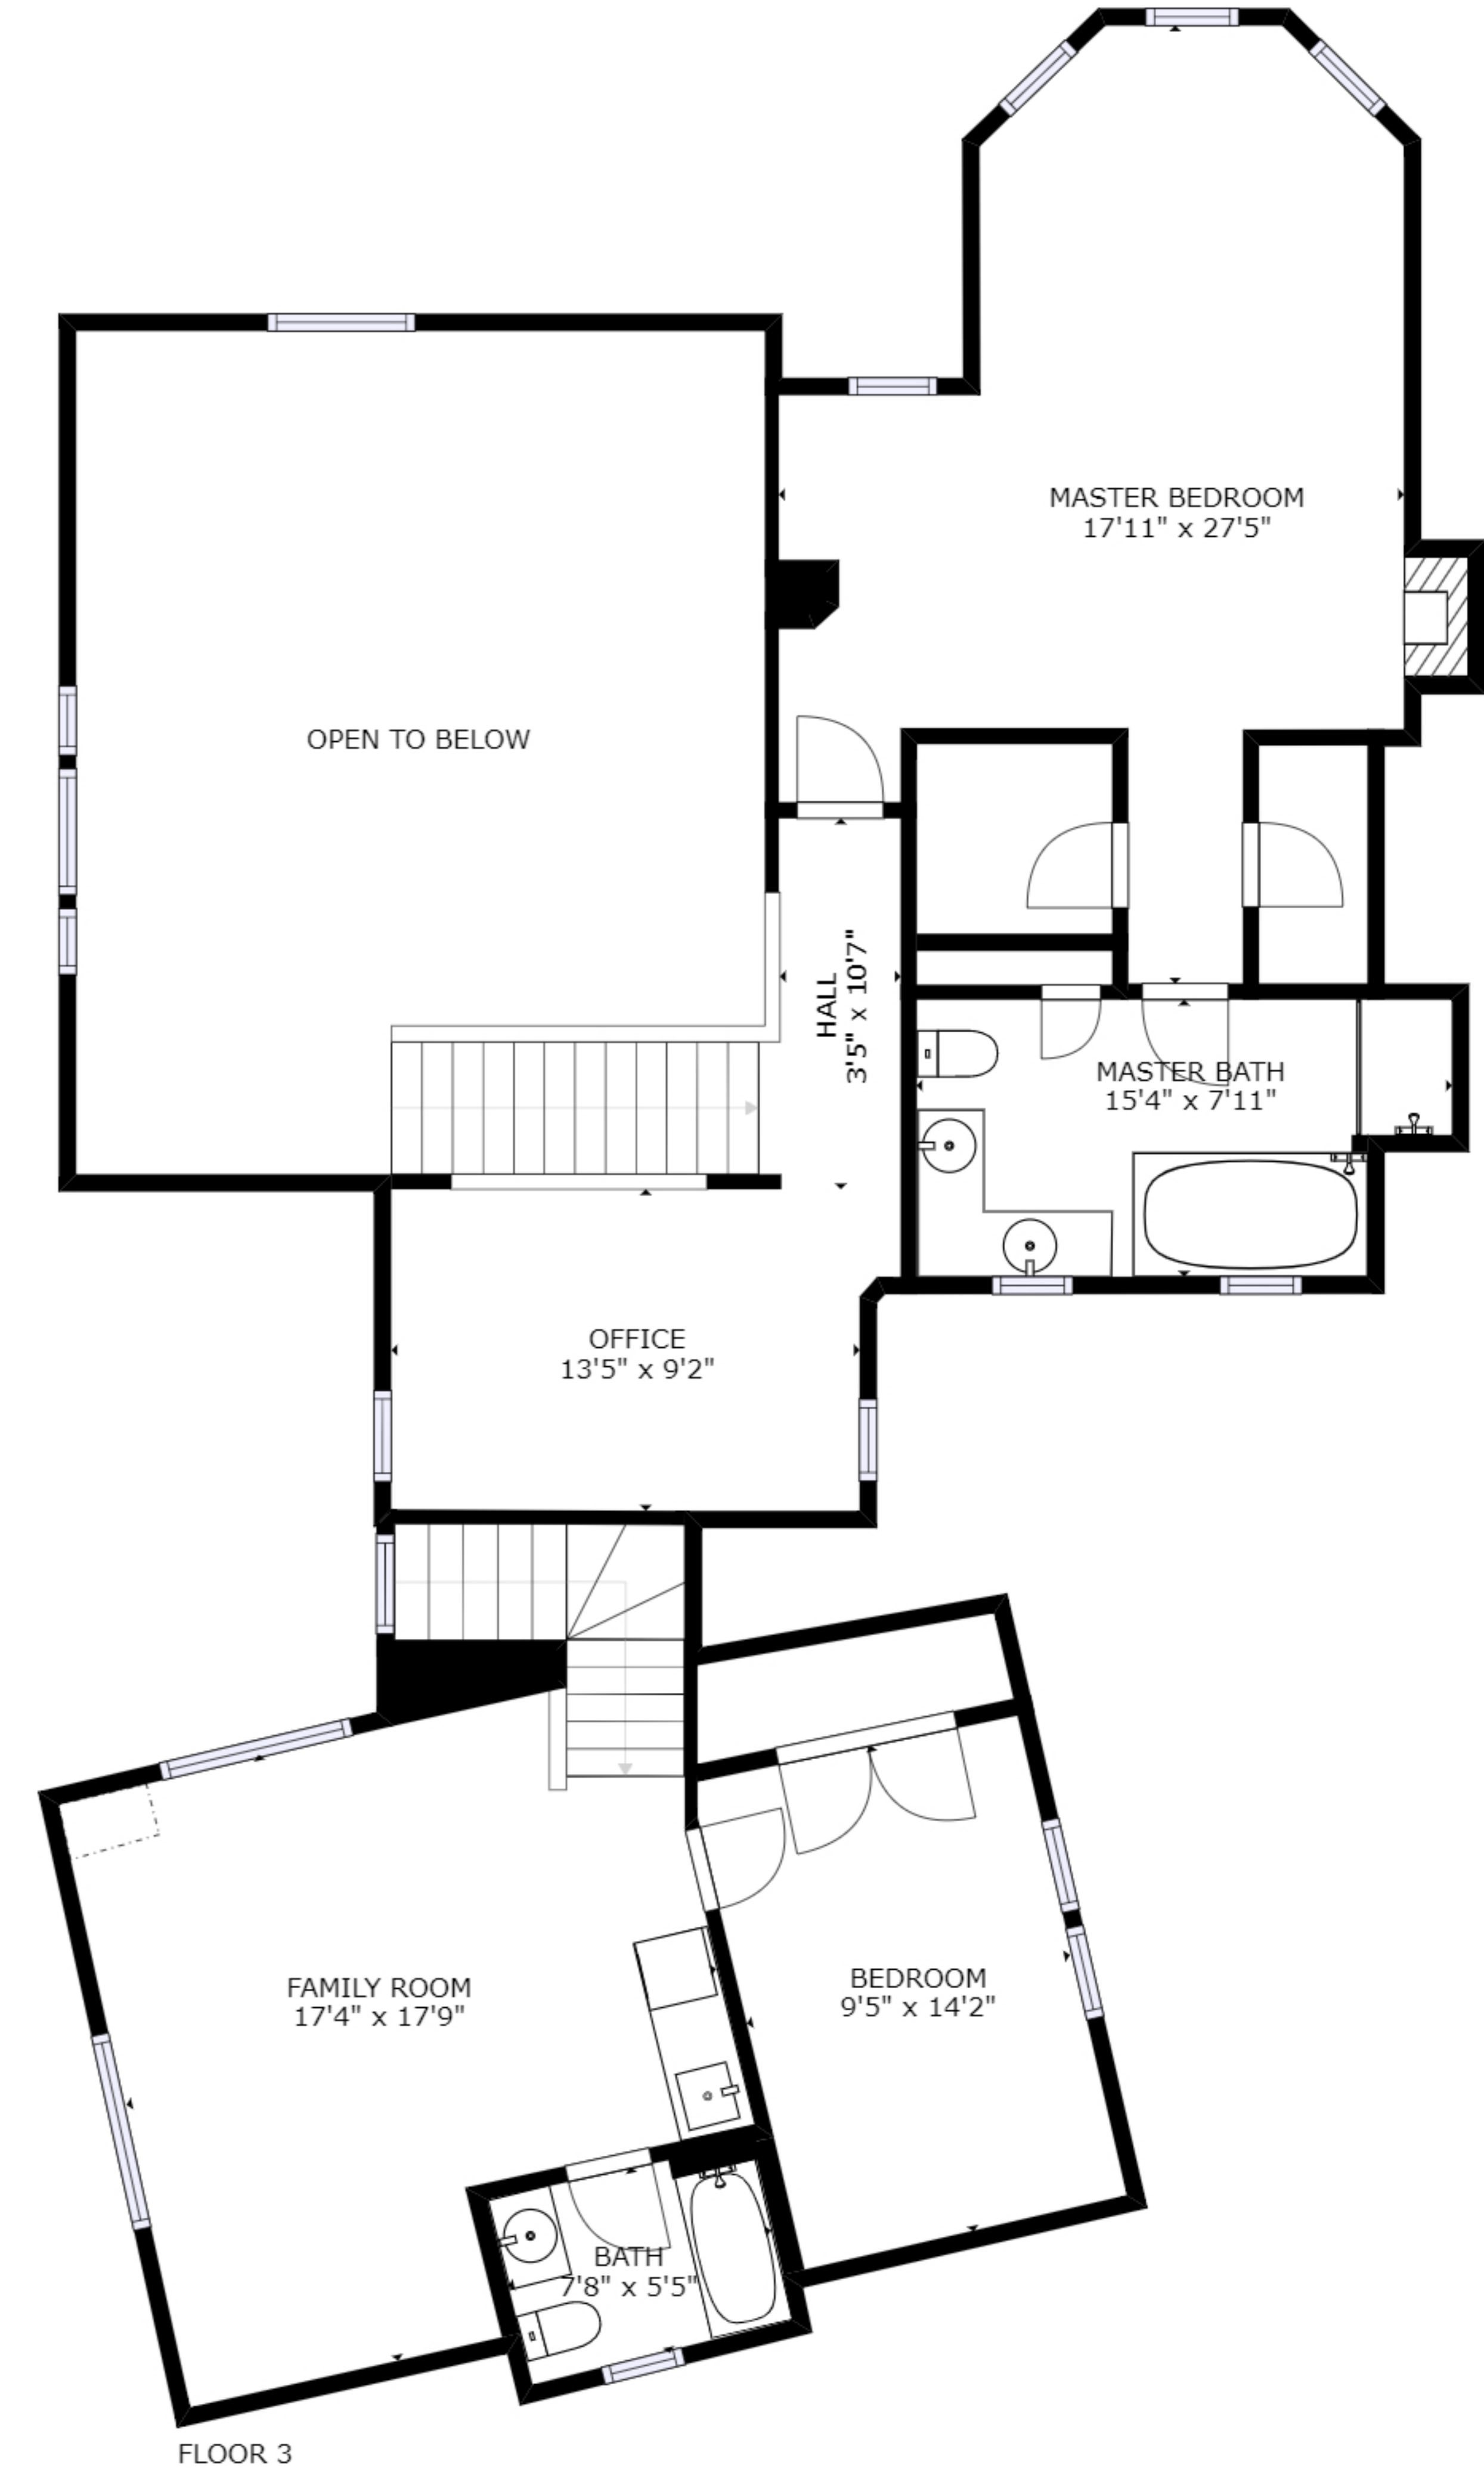 MASTER BEDROOM
17'11" x 27'5"
OPEN TO BELOW
HALL
3'5" x 10'7"
MASTER BATH
15'4" x 7'11"
OFFICE
13'5" x 9'2"
FAMILY ROOM
17'4" x 17'9"
BEDROOM
9'5" x 14'2"
BATH
7'8" x 5'5"
FLOOR 3